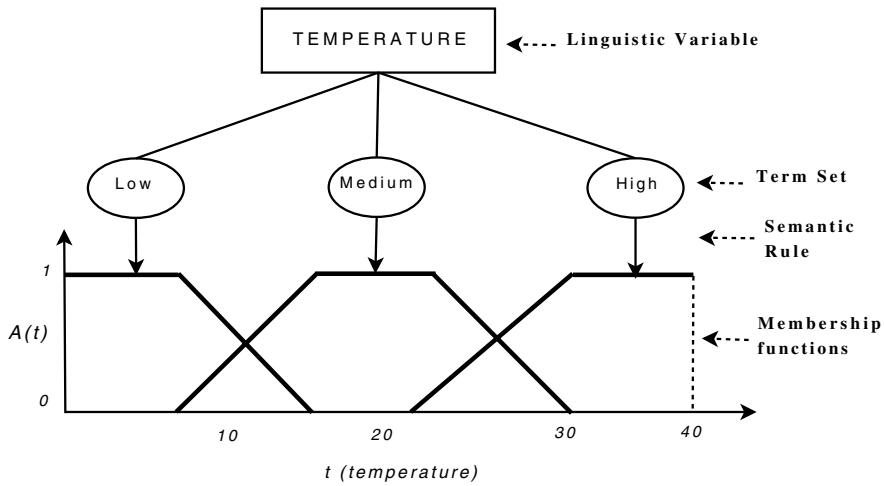 TEMPERATURE
Linguistic Variable
Low
Medium
High
Term Set
Semantic
Rule
1
A(t)
Membership
functions
0
10
20
30
40
t (temperature)